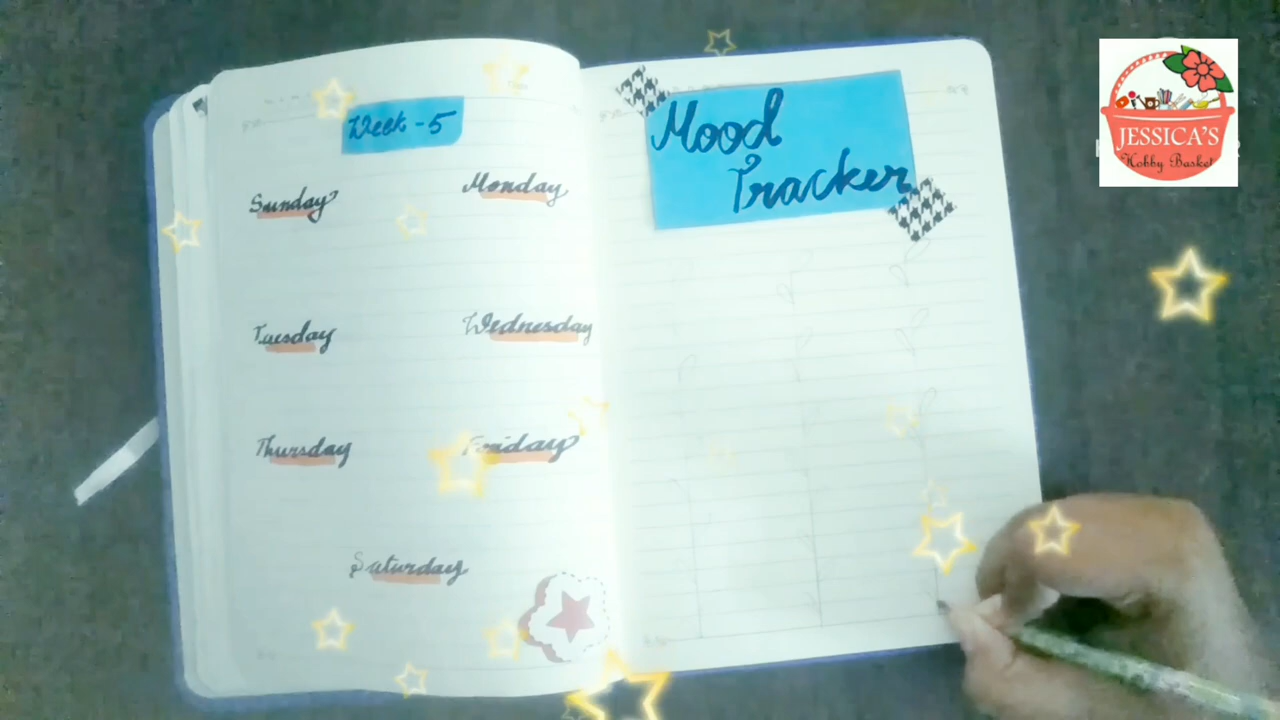 Week - 5
Sunday
Monday
Tuesday
Wednesday
Thursday
Friday
Saturday
Mood
Tracker
JESSICA'S
Hobby Basket